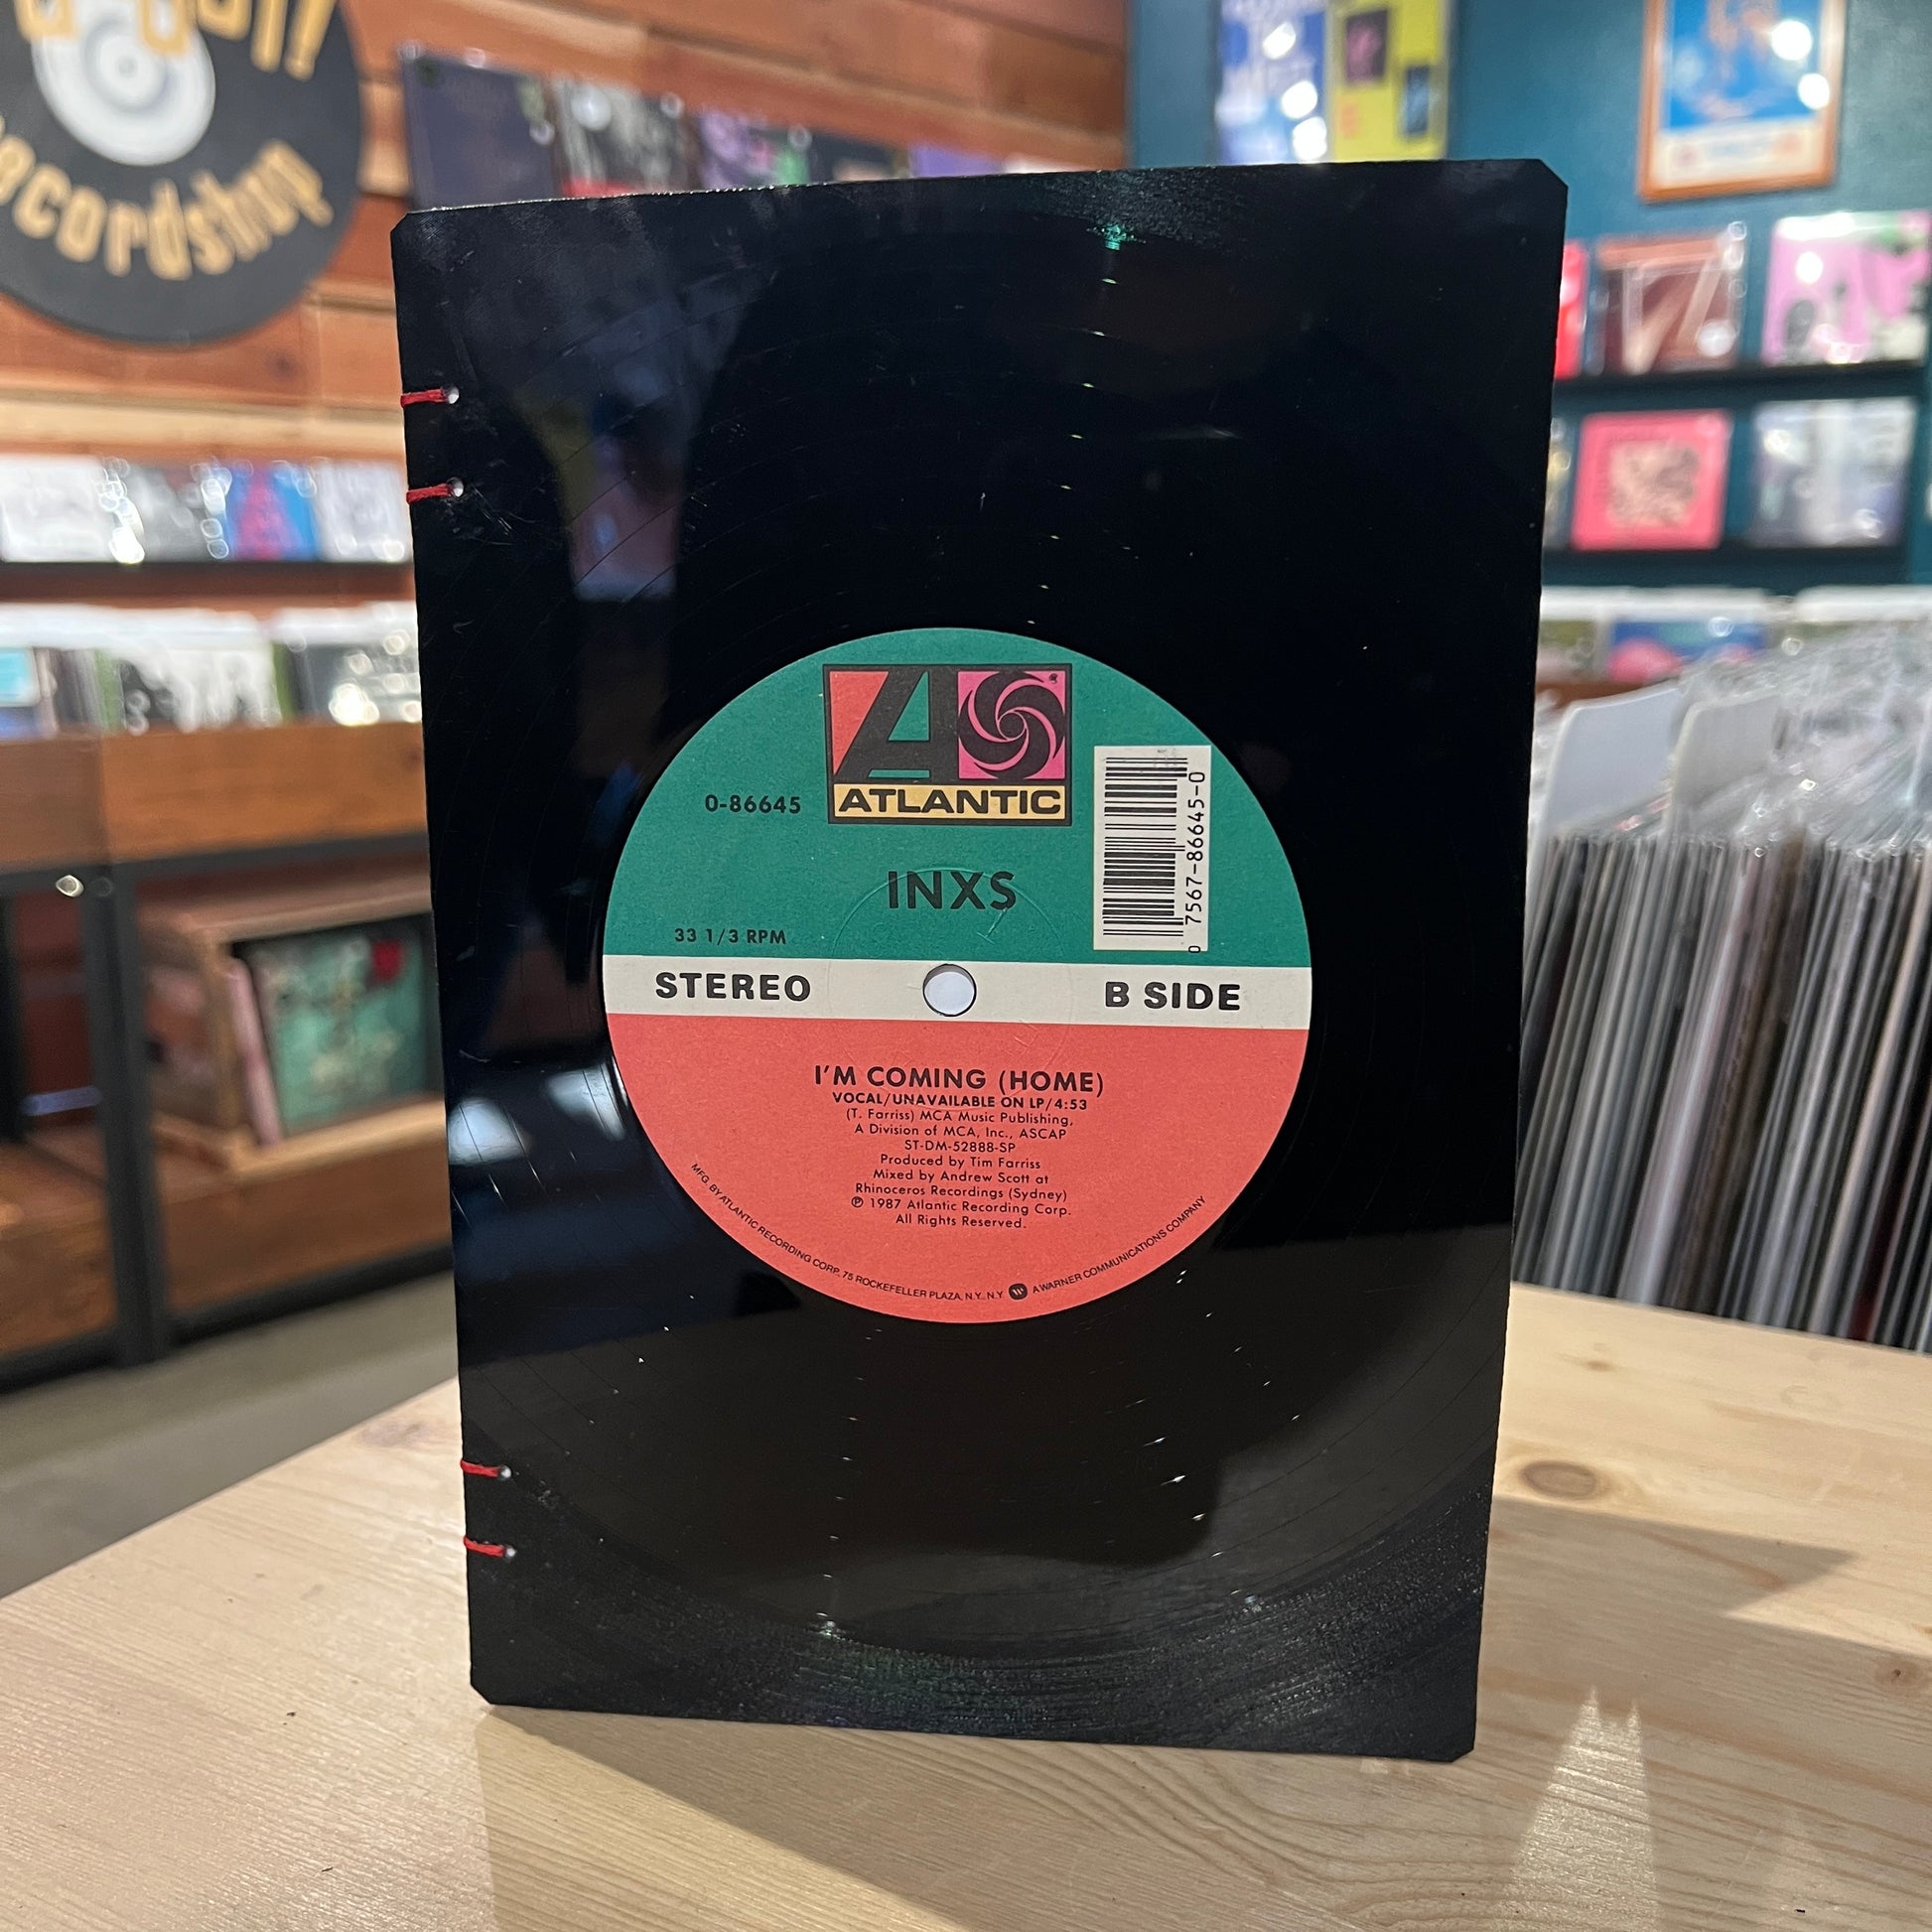 Recordshop
ATLANTIC
0-86645
0 7567-86645-0
INXS
33 1/3 RPM
STEREO
B SIDE
I'M COMING (HOME)
VOCAL/UNAVAILABLE ON LP/4:53
(T. Farriss) MCA Music Publishing,
A Division of MCA, Inc., ASCAP
ST-DM-52888-SP
Produced by Tim Farriss
Mixed by Andrew Scott at
Rhinoceros Recordings (Sydney)
℗ 1987 Atlantic Recording Corp.
All Rights Reserved.
MFG. BY ATLANTIC RECORDING CORP., 75 ROCKEFELLER PLAZA, N.Y. N.Y. A WARNER COMMUNICATIONS COMPANY